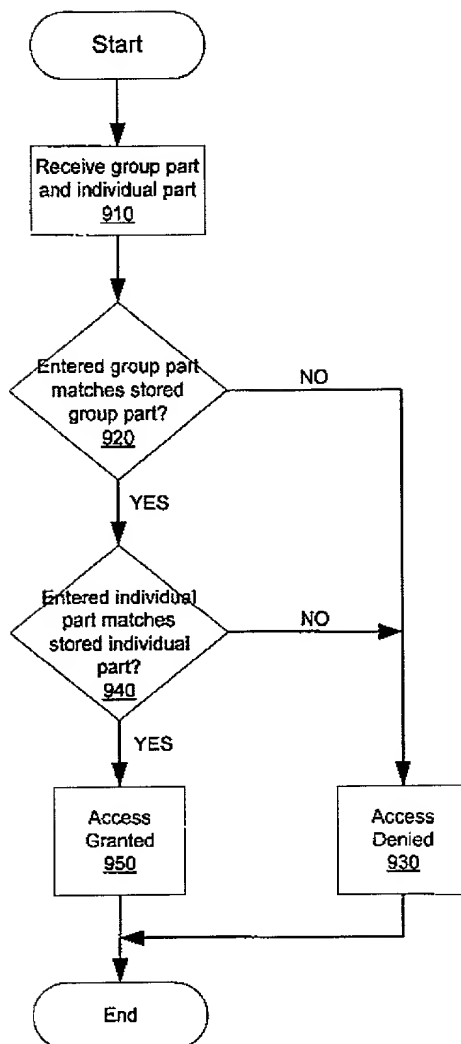 Start
Receive group part
and individual part
910
Entered group part
matches stored
group part?
920
NO
YES
Entered individual
part matches
stored individual
part?
940
NO
YES
Access
Granted
950
Access
Denied
930
End